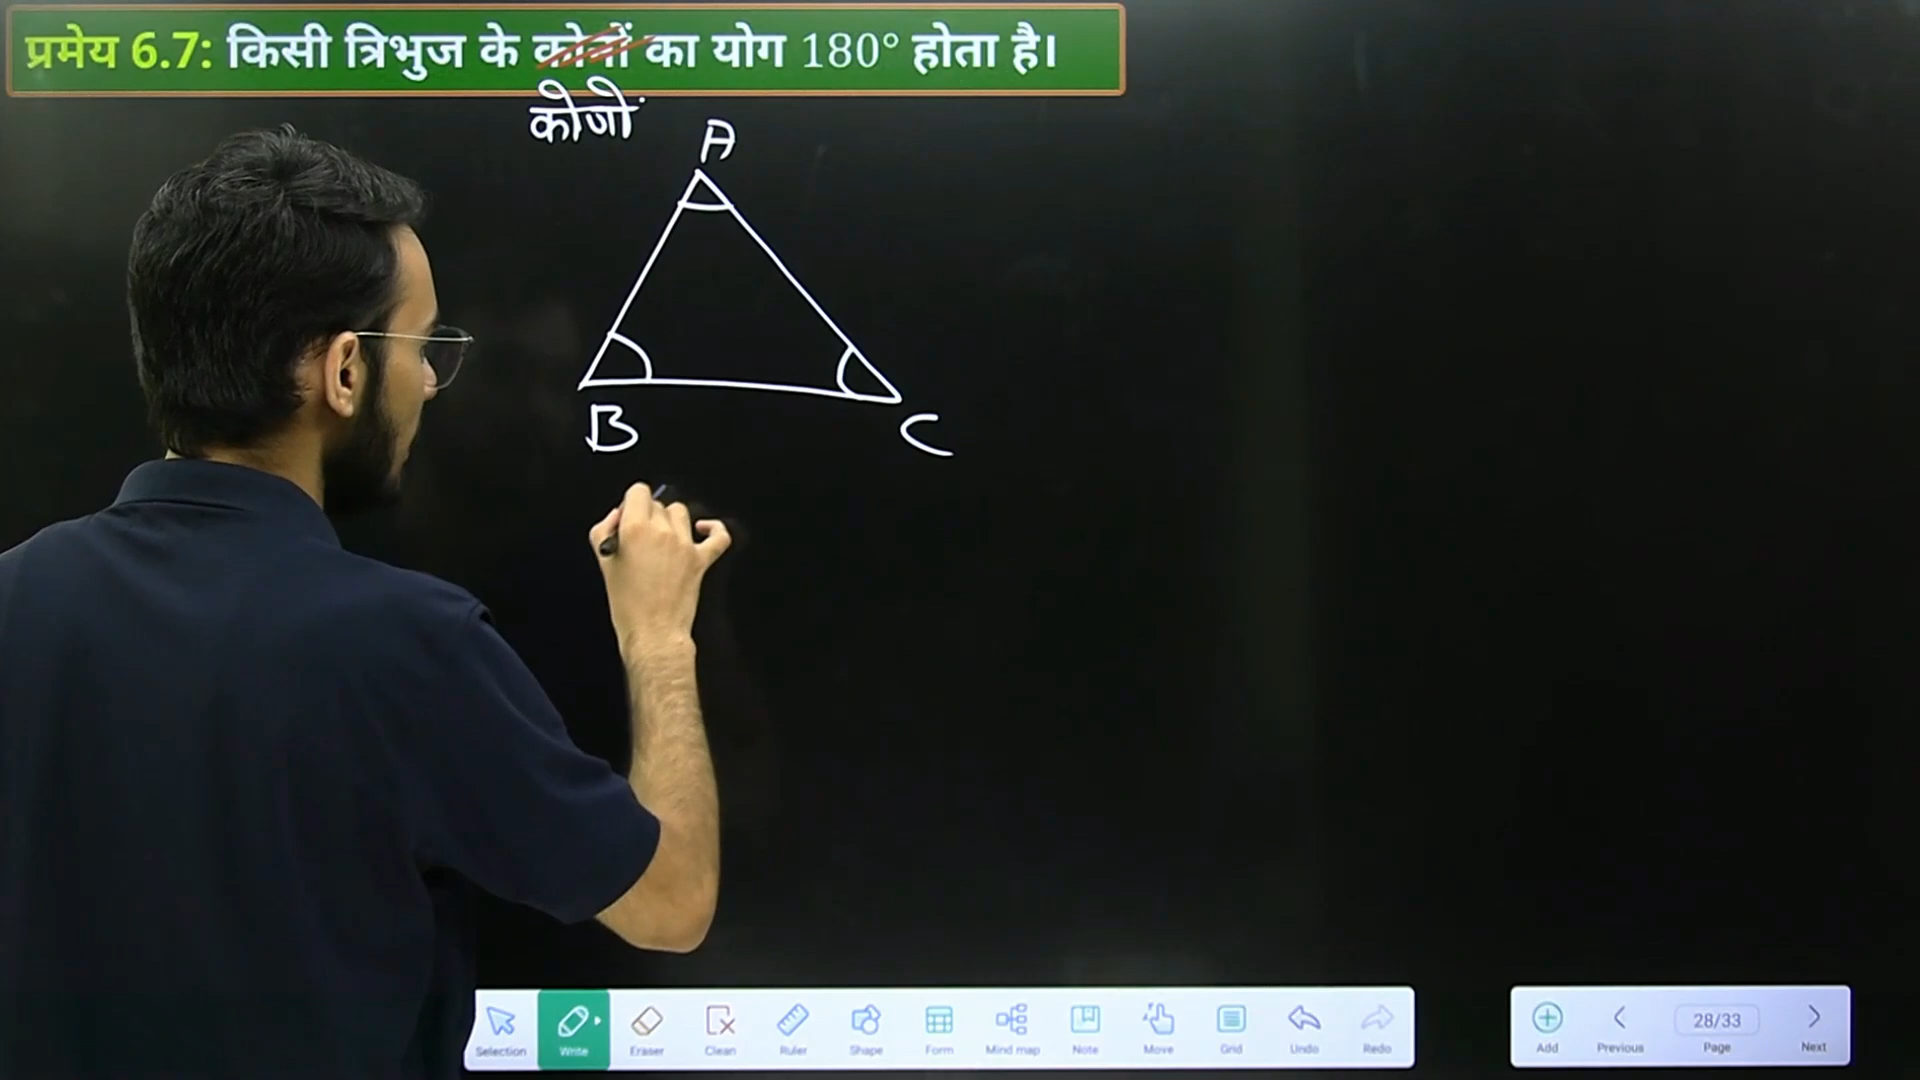 प्रमेय 6.7: किसी त्रिभुज के कोनों का योग 180° होता है।
कोणों
A
B
C
Selection Write Eraser Clean Ruler Shape Form Mind map Note Move Grid Undo Redo
Add Previous 28/33 Page Next